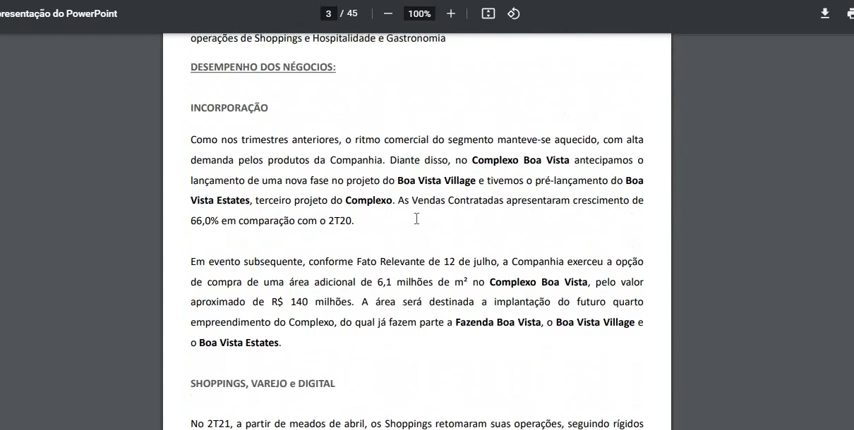 resentação do PowerPoint
3 / 45
100%
operações de Shoppings e Hospitalidade e Gastronomia
DESEMPENHO DOS NÉGOCIOS:
INCORPORAÇÃO
Como nos trimestres anteriores, o ritmo comercial do segmento manteve-se aquecido, com alta
demanda pelos produtos da Companhia. Diante disso, no Complexo Boa Vista antecipamos o
lançamento de uma nova fase no projeto do Boa Vista Village e tivemos o pré-lançamento do Boa
Vista Estates, terceiro projeto do Complexo. As Vendas Contratadas apresentaram crescimento de
66,0% em comparação com o 2T20.
Em evento subsequente, conforme Fato Relevante de 12 de julho, a Companhia exerceu a opção
de compra de uma área adicional de 6,1 milhões de m² no Complexo Boa Vista, pelo valor
aproximado de R$ 140 milhões. A área será destinada a implantação do futuro quarto
empreendimento do Complexo, do qual já fazem parte a Fazenda Boa Vista, o Boa Vista Village e
o Boa Vista Estates.
SHOPPINGS, VAREJO e DIGITAL
No 2T21, a partir de meados de abril, os Shoppings retomaram suas operações, seguindo rígidos